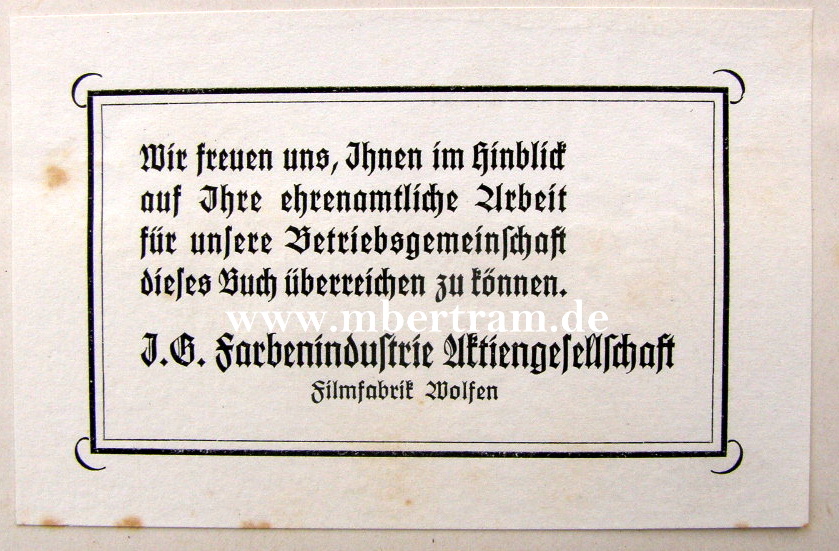 Wir freuen uns, Ihnen im Hinblick
auf Ihre ehrenamtliche Arbeit
für unsere Betriebsgemeinschaft
dieses Buch überreichen zu können.
www.mbertram.de
I.G. Farbenindustrie Aktiengesellschaft
Filmfabrik Wolfen